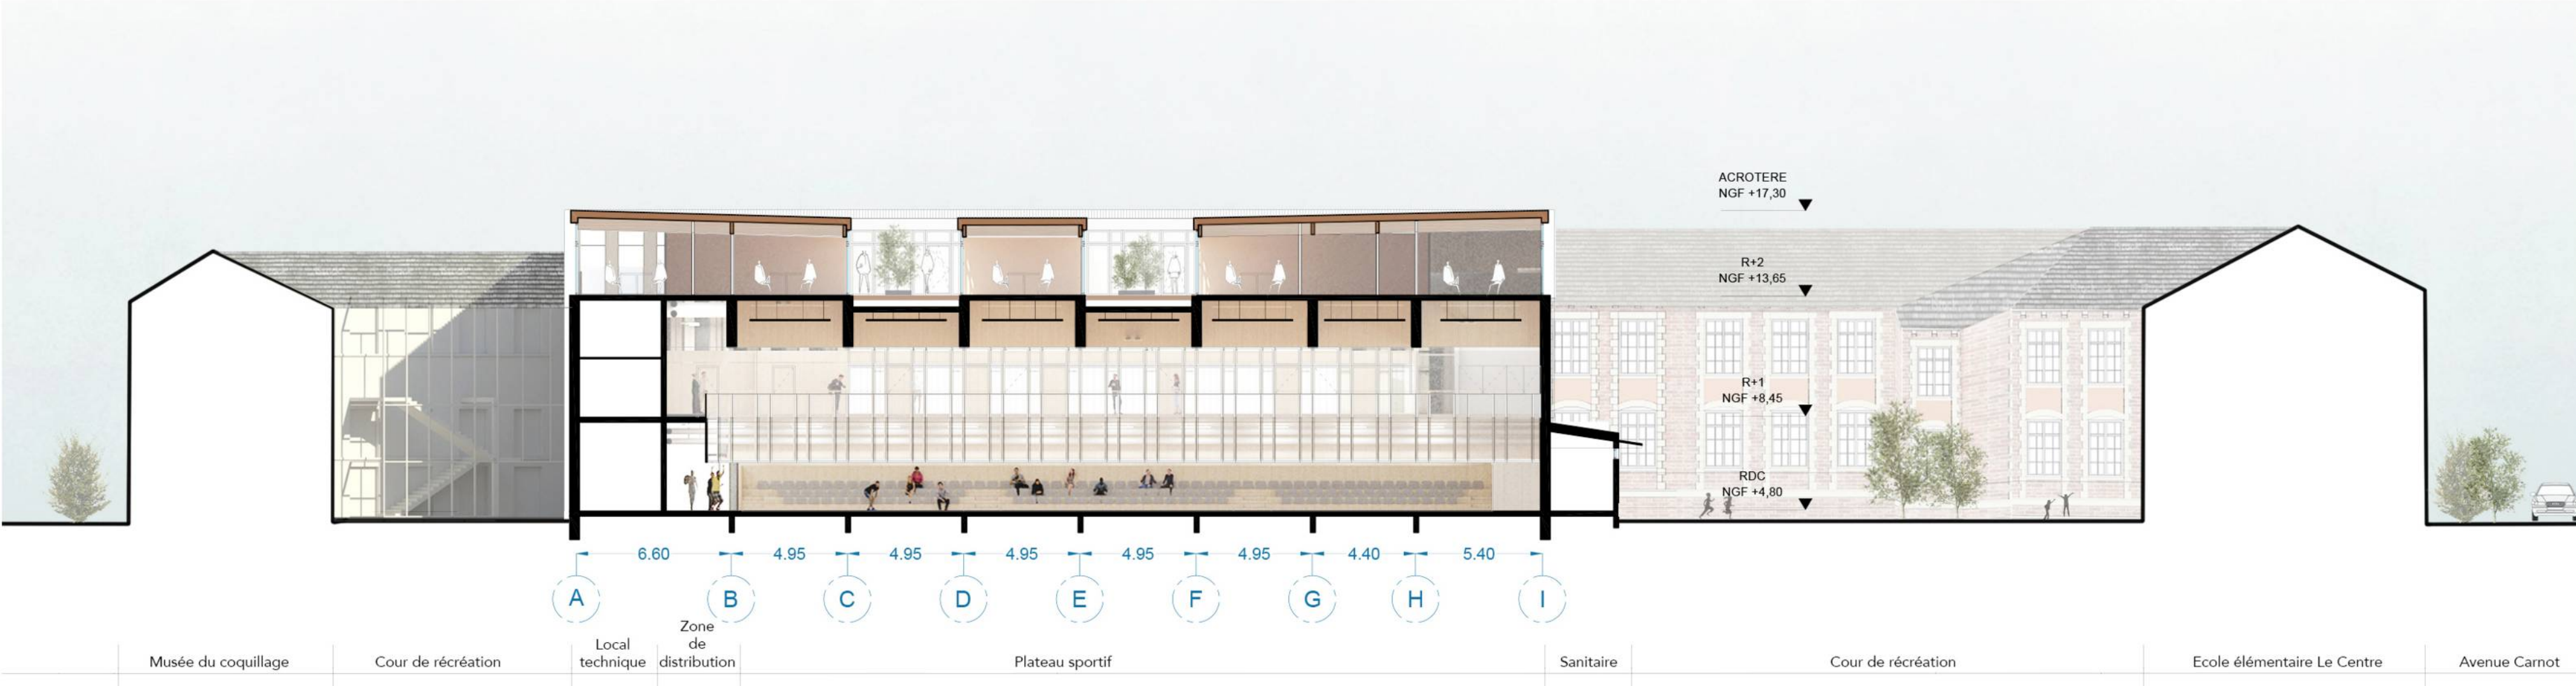 ACROTERE
NGF +17,30
R+2
NGF +13,65
R+1
NGF +8,45
RDC
NGF +4,80
6.60
4.95
4.95
4.95
4.95
4.95
4.40
5.40
A
B
C
D
E
F
G
H
I
Musée du coquillage
Cour de récréation
Local
technique
Zone
de
distribution
Plateau sportif
Sanitaire
Cour de récréation
Ecole élémentaire Le Centre
Avenue Carnot